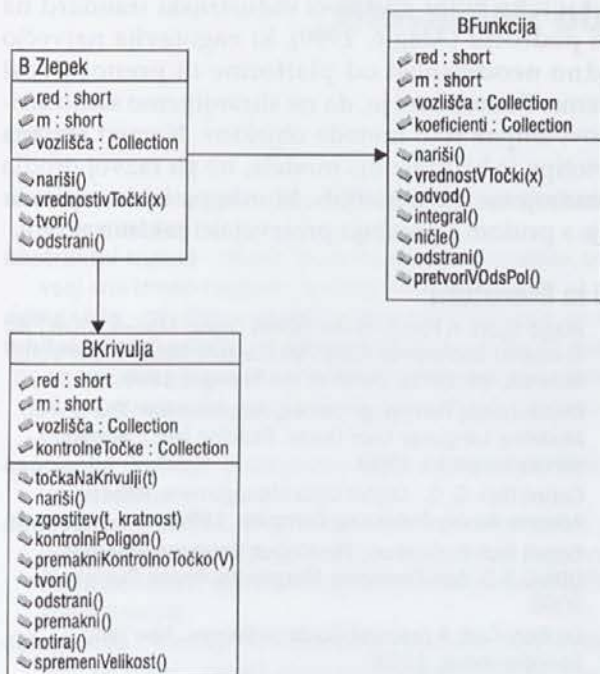 B Zlepek
red : short
m : short
vozlišča : Collection
nariši()
vrednostvTočki(x)
tvori()
odstrani()
BFunkcija
red : short
m : short
vozlišča : Collection
koeficienti : Collection
nariši()
vrednostVTočki(x)
odvod()
integral()
ničle()
odstrani()
pretvoriVOdsPol()
BKrivulja
red : short
m : short
vozlišča : Collection
kontrolneTočke : Collection
točkaNaKrivulji(t)
nariši()
zgostitev(t, kratnost)
kontrolniPoligon()
premakniKontrolnoTočko(V)
tvori()
odstrani()
premakni()
rotiraj()
spremeniVelikost()